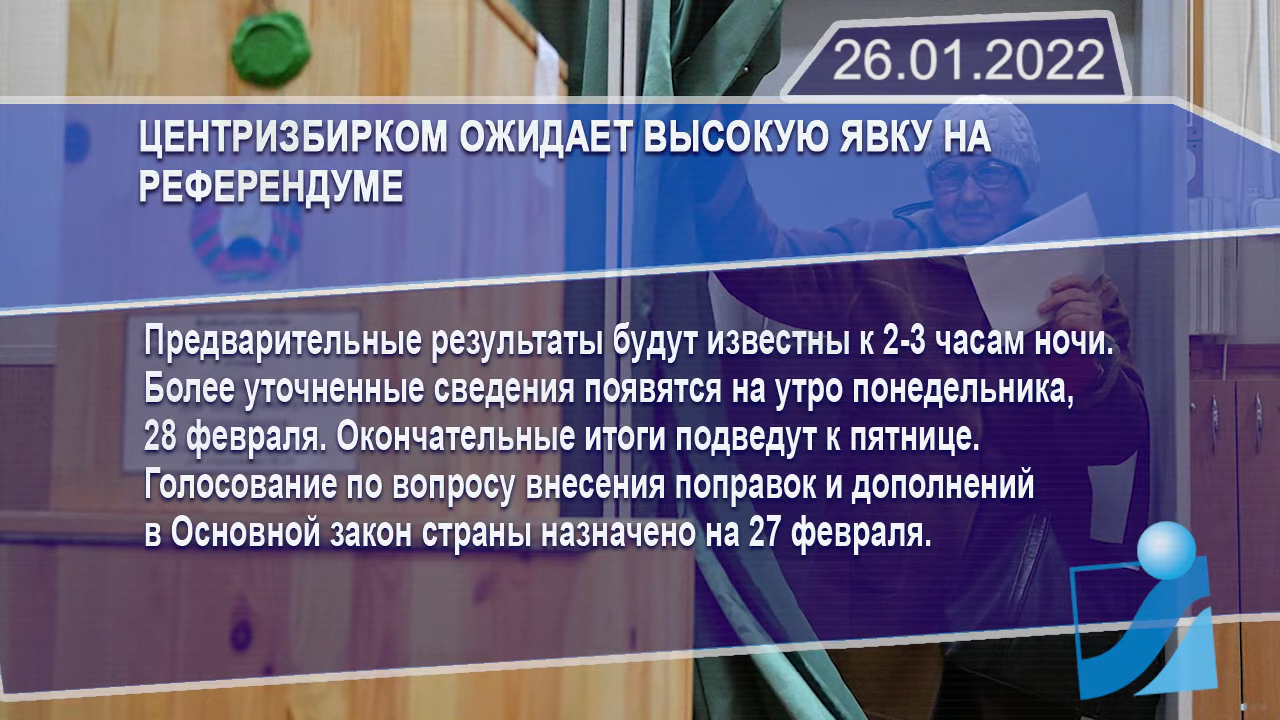 26.01.2022
ЦЕНТРИЗБИРКОМ ОЖИДАЕТ ВЫСОКУЮ ЯВКУ НА
РЕФЕРЕНДУМЕ
Предварительные результаты будут известны к 2-3 часам ночи.
Более уточненные сведения появятся на утро понедельника,
28 февраля. Окончательные итоги подведут к пятнице.
Голосование по вопросу внесения поправок и дополнений
в Основной закон страны назначено на 27 февраля.